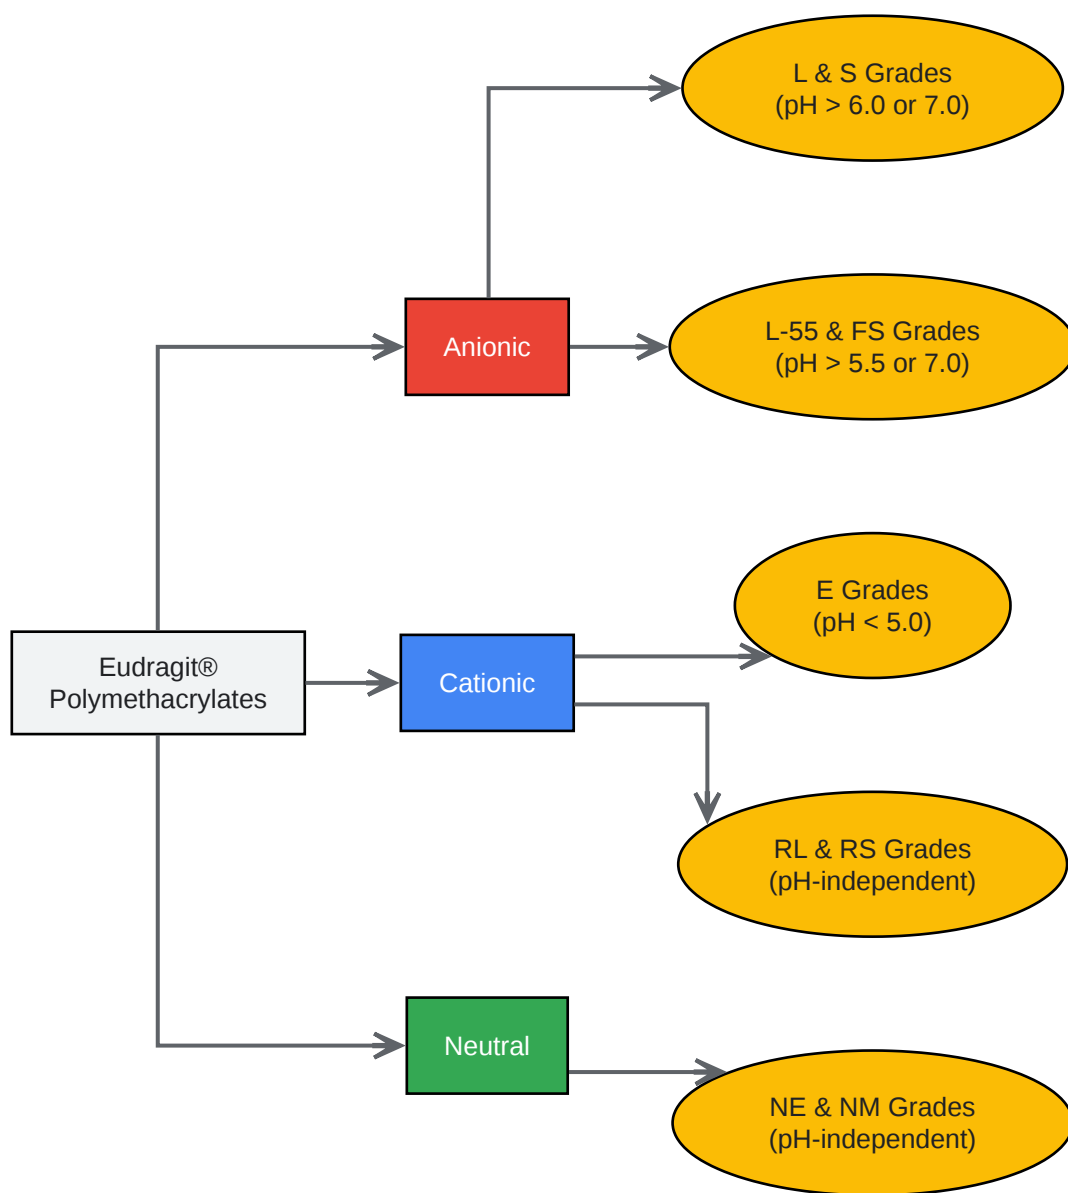 L & S Grades
(pH > 6.0 or 7.0)
Anionic
L-55 & FS Grades
(pH > 5.5 or 7.0)
E Grades
(pH < 5.0)
Eudragit®
Polymethacrylates
Cationic
RL & RS Grades
(pH-independent)
Neutral
NE & NM Grades
(pH-independent)